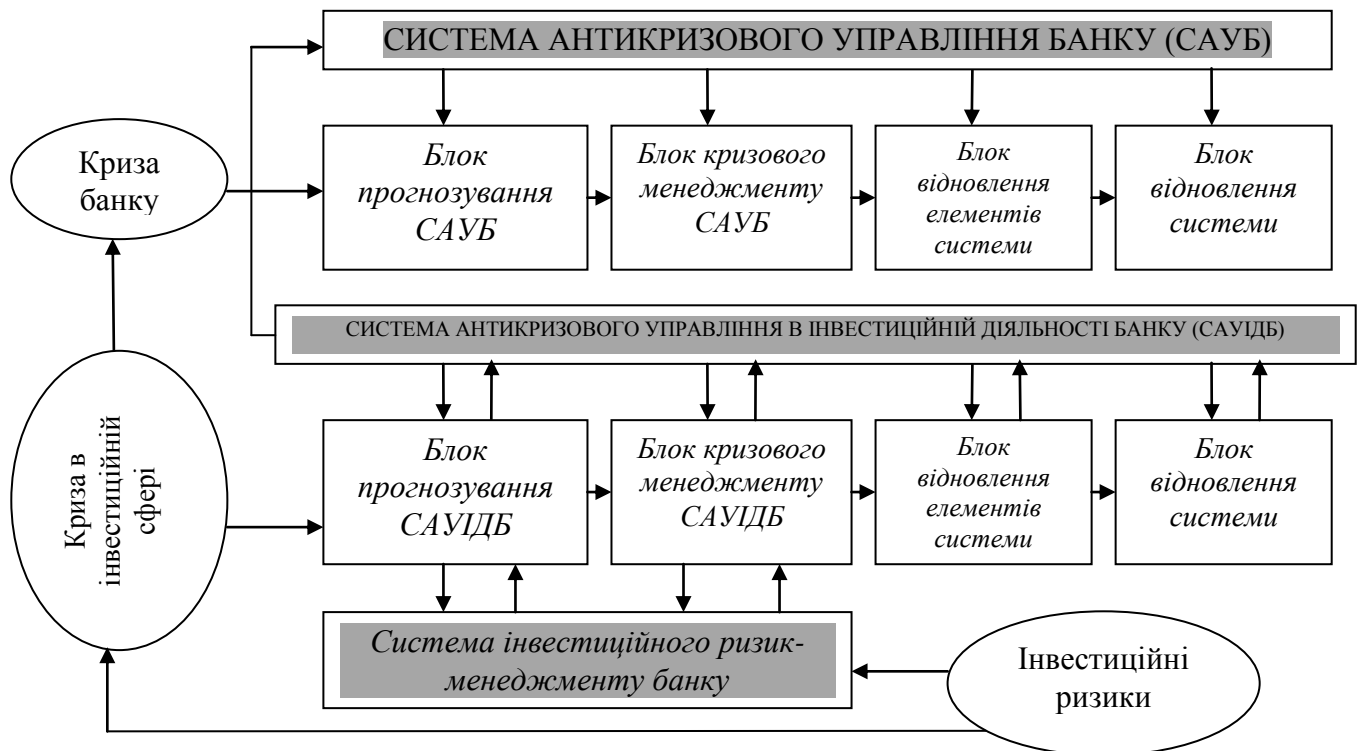 СИСТЕМА АНТИКРИЗОВОГО УПРАВЛІННЯ БАНКУ (САУБ)
Криза
банку
Блок
прогнозування
САУБ
Блок кризового
менеджменту
САУБ
Блок
відновлення
елементів
системи
Блок
відновлення
системи
СИСТЕМА АНТИКРИЗОВОГО УПРАВЛІННЯ В ІНВЕСТИЦІЙНІЙ ДІЯЛЬНОСТІ БАНКУ (САУІДБ)
Криза в
інвестиційній
сфері
Блок
прогнозування
САУІДБ
Блок кризового
менеджменту
САУІДБ
Блок
відновлення
елементів
системи
Блок
відновлення
системи
Система інвестиційного ризик-
менеджменту банку
Інвестиційні
ризики